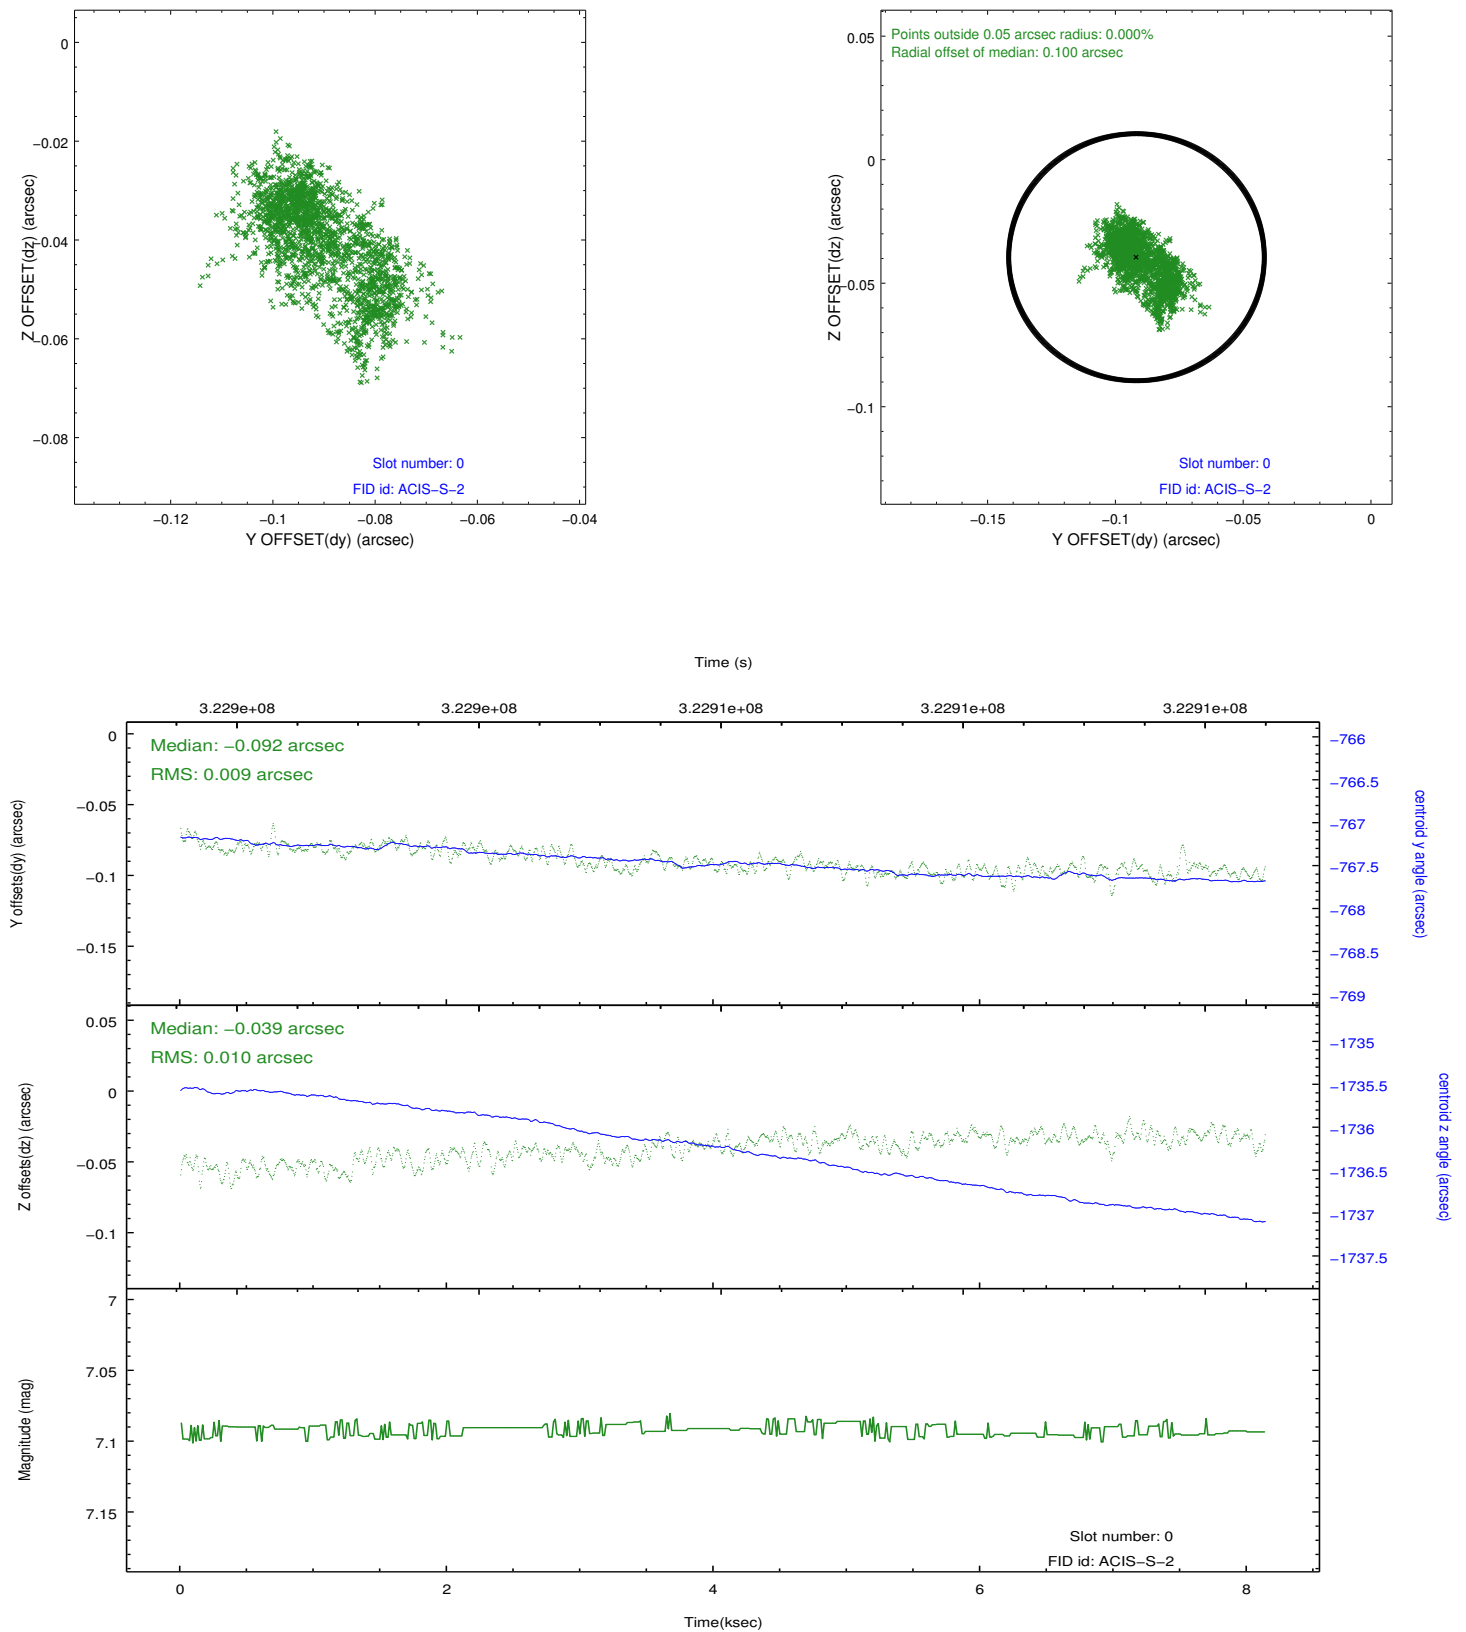 0
−0.02
−0.04
−0.06
−0.08
Z OFFSET(dz) (arcsec)
Slot number: 0
FID id: ACIS−S−2
−0.12
−0.1
−0.08
−0.06
−0.04
Y OFFSET(dy) (arcsec)
Points outside 0.05 arcsec radius: 0.000%
Radial offset of median: 0.100 arcsec
0.05
0
−0.05
−0.1
Z OFFSET(dz) (arcsec)
Slot number: 0
FID id: ACIS−S−2
−0.15
−0.1
−0.05
0
Y OFFSET(dy) (arcsec)
Time (s)
3.229e+08
3.229e+08
3.2291e+08
3.2291e+08
3.2291e+08
Median: −0.092 arcsec
RMS: 0.009 arcsec
0
−0.05
−0.1
−0.15
Y offsets(dy) (arcsec)
−766
−766.5
−767
−767.5
−768
−768.5
−769
centroid y angle (arcsec)
Median: −0.039 arcsec
RMS: 0.010 arcsec
0.05
0
−0.05
−0.1
Z offsets(dz) (arcsec)
−1735
−1735.5
−1736
−1736.5
−1737
−1737.5
centroid z angle (arcsec)
7
7.05
7.1
7.15
Magnitude (mag)
Slot number: 0
FID id: ACIS−S−2
0
2
4
6
8
Time(ksec)